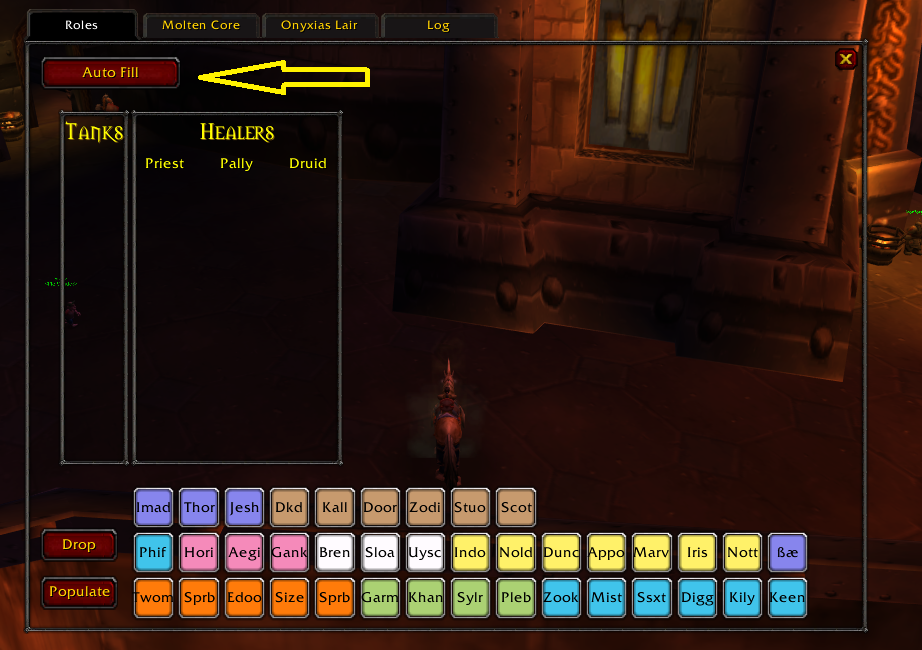 Roles Molten Core Onyxias Lair Log
Auto Fill X
TANKS HEALERS
Priest Pally Druid
Imad Thor Jesh Dkd Kall Door Zodi Stuo Scot
Drop Phif Hori Aegi Gank Bren Sloa Uysc Indo Nold Dunc Appo Marv Iris Nott ßæ
Populate Twom Sprb Edoo Size Sprb Garm Khan Sylr Pleb Zook Mist Ssxt Digg Kily Keen